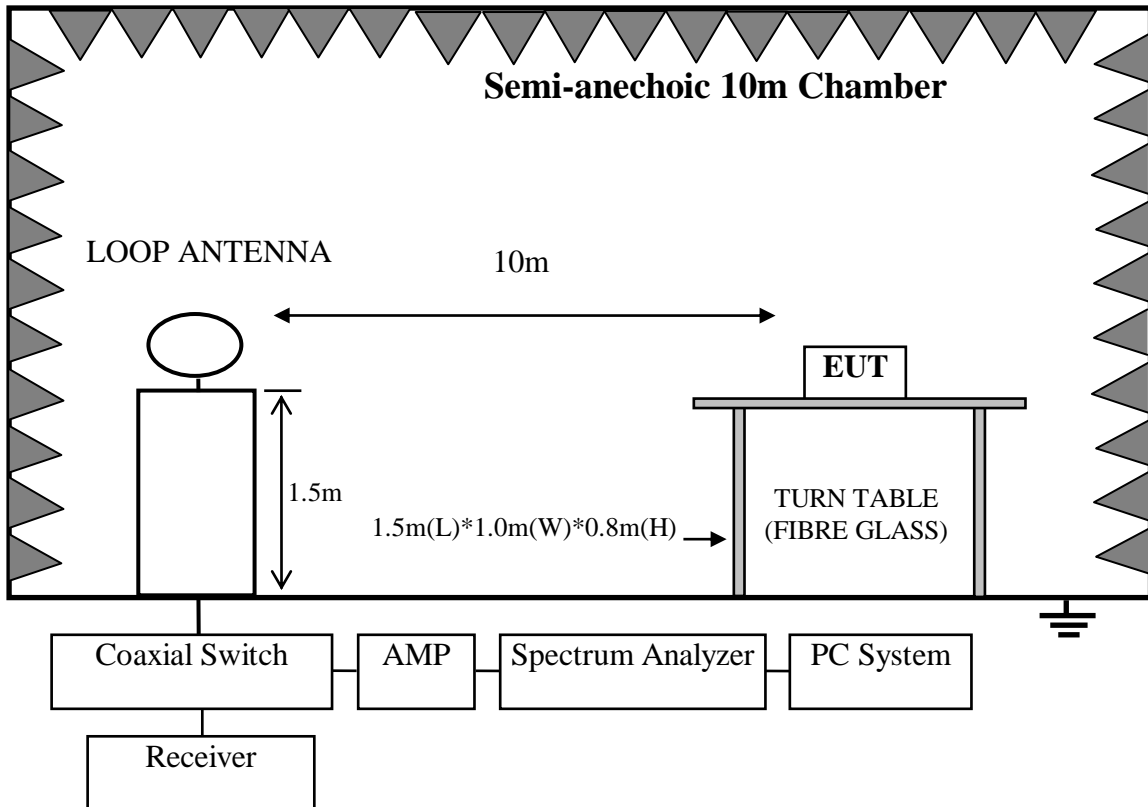 Semi-anechoic 10m Chamber
LOOP ANTENNA
10m
EUT
1.5m
1.5m(L)*1.0m(W)*0.8m(H)
TURN TABLE
(FIBRE GLASS)
Coaxial Switch
AMP
Spectrum Analyzer
PC System
Receiver